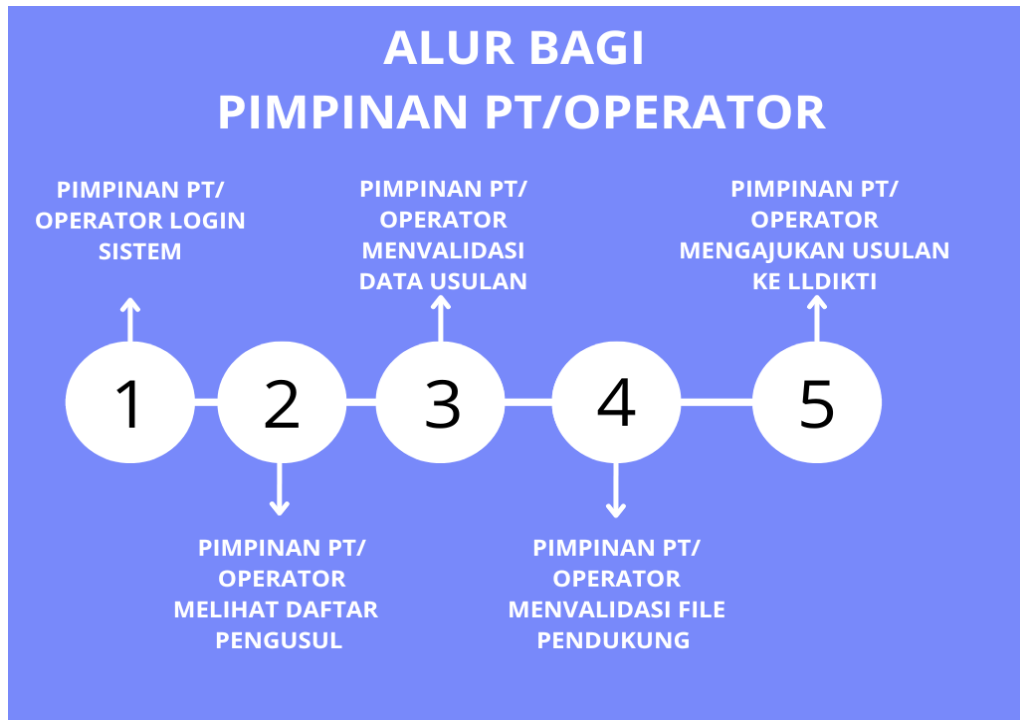 ALUR BAGI
PIMPINAN PT/OPERATOR
PIMPINAN PT/
OPERATOR LOGIN
SISTEM
PIMPINAN PT/
OPERATOR
MENVALIDASI
DATA USULAN
PIMPINAN PT/
OPERATOR
MENGAJUKAN USULAN
KE LLDIKTI
1
2
3
4
5
PIMPINAN PT/
OPERATOR
MELIHAT DAFTAR
PENGUSUL
PIMPINAN PT/
OPERATOR
MENVALIDASI FILE
PENDUKUNG